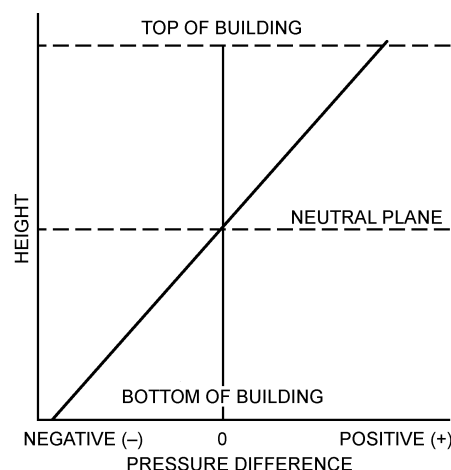 TOP OF BUILDING
HEIGHT
NEUTRAL PLANE
BOTTOM OF BUILDING
NEGATIVE (–) 0 POSITIVE (+)
PRESSURE DIFFERENCE